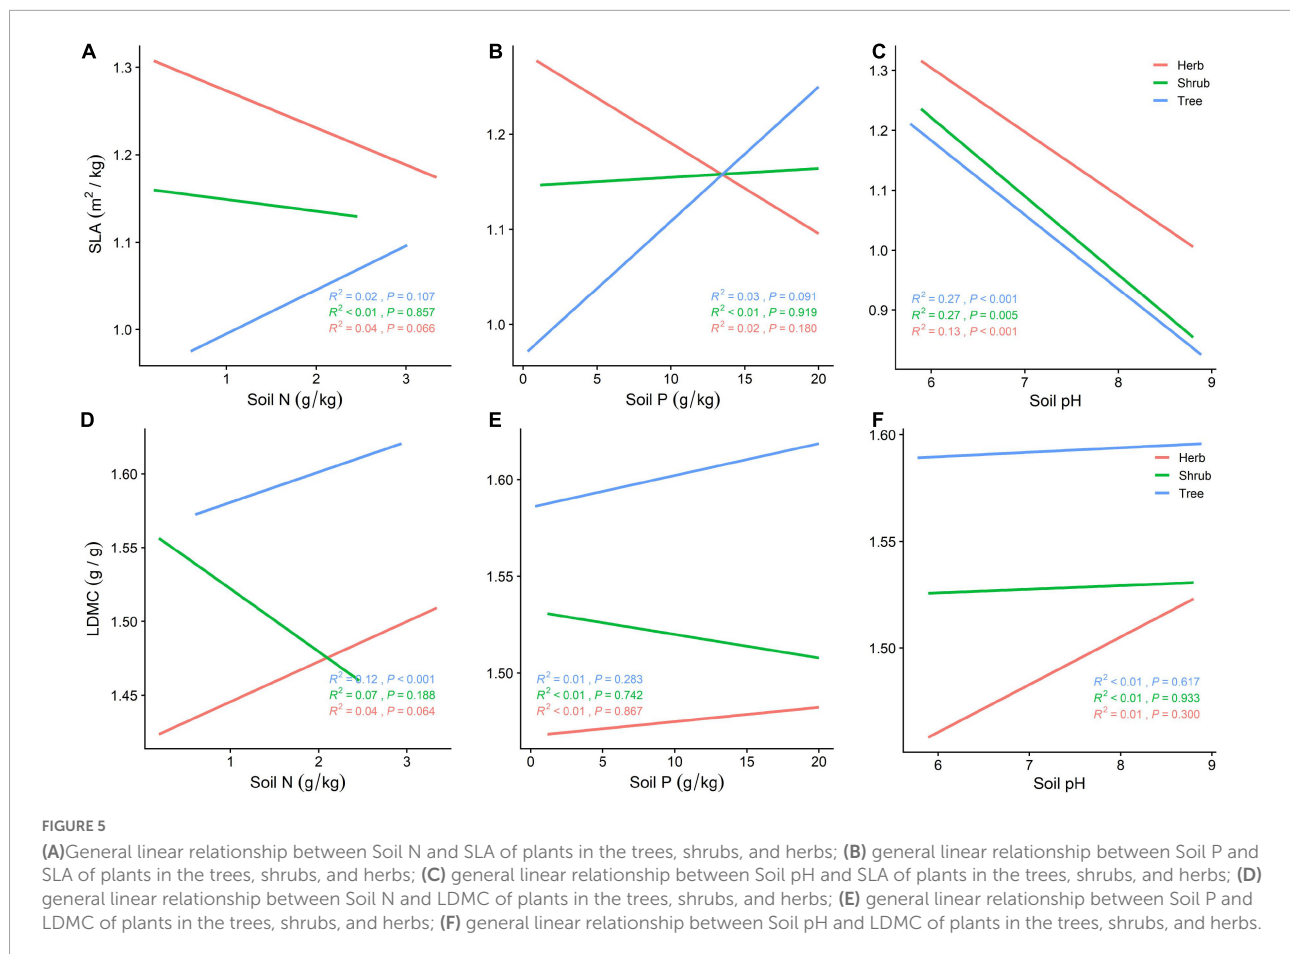 A
1.3
1.2
1.1
1.0
SLA (m2 / kg)
R2 = 0.02 , P = 0.107
R2 < 0.01 , P = 0.857
R2 = 0.04 , P = 0.066
1 2 3
Soil N (g/kg)
B
1.2
1.1
1.0
R2 = 0.03 , P = 0.091
R2 < 0.01 , P = 0.919
R2 = 0.02 , P = 0.180
0 5 10 15 20
Soil P (g/kg)
C
Herb
Shrub
Tree
1.3
1.2
1.1
1.0
0.9
R2 = 0.27 , P < 0.001
R2 = 0.27 , P = 0.005
R2 = 0.13 , P < 0.001
6 7 8 9
Soil pH
D
1.60
1.55
1.50
1.45
LDMC (g / g)
R2 = 0.12 , P < 0.001
R2 = 0.07 , P = 0.188
R2 = 0.04 , P = 0.064
1 2 3
Soil N (g/kg)
E
1.60
1.55
1.50
R2 = 0.01 , P = 0.283
R2 < 0.01 , P = 0.742
R2 < 0.01 , P = 0.867
0 5 10 15 20
Soil P (g/kg)
F
Herb
Shrub
Tree
1.60
1.55
1.50
R2 < 0.01 , P = 0.617
R2 < 0.01 , P = 0.933
R2 = 0.01 , P = 0.300
6 7 8 9
Soil pH
FIGURE 5
(A)General linear relationship between Soil N and SLA of plants in the trees, shrubs, and herbs; (B) general linear relationship between Soil P and
SLA of plants in the trees, shrubs, and herbs; (C) general linear relationship between Soil pH and SLA of plants in the trees, shrubs, and herbs; (D)
general linear relationship between Soil N and LDMC of plants in the trees, shrubs, and herbs; (E) general linear relationship between Soil P and
LDMC of plants in the trees, shrubs, and herbs; (F) general linear relationship between Soil pH and LDMC of plants in the trees, shrubs, and herbs.